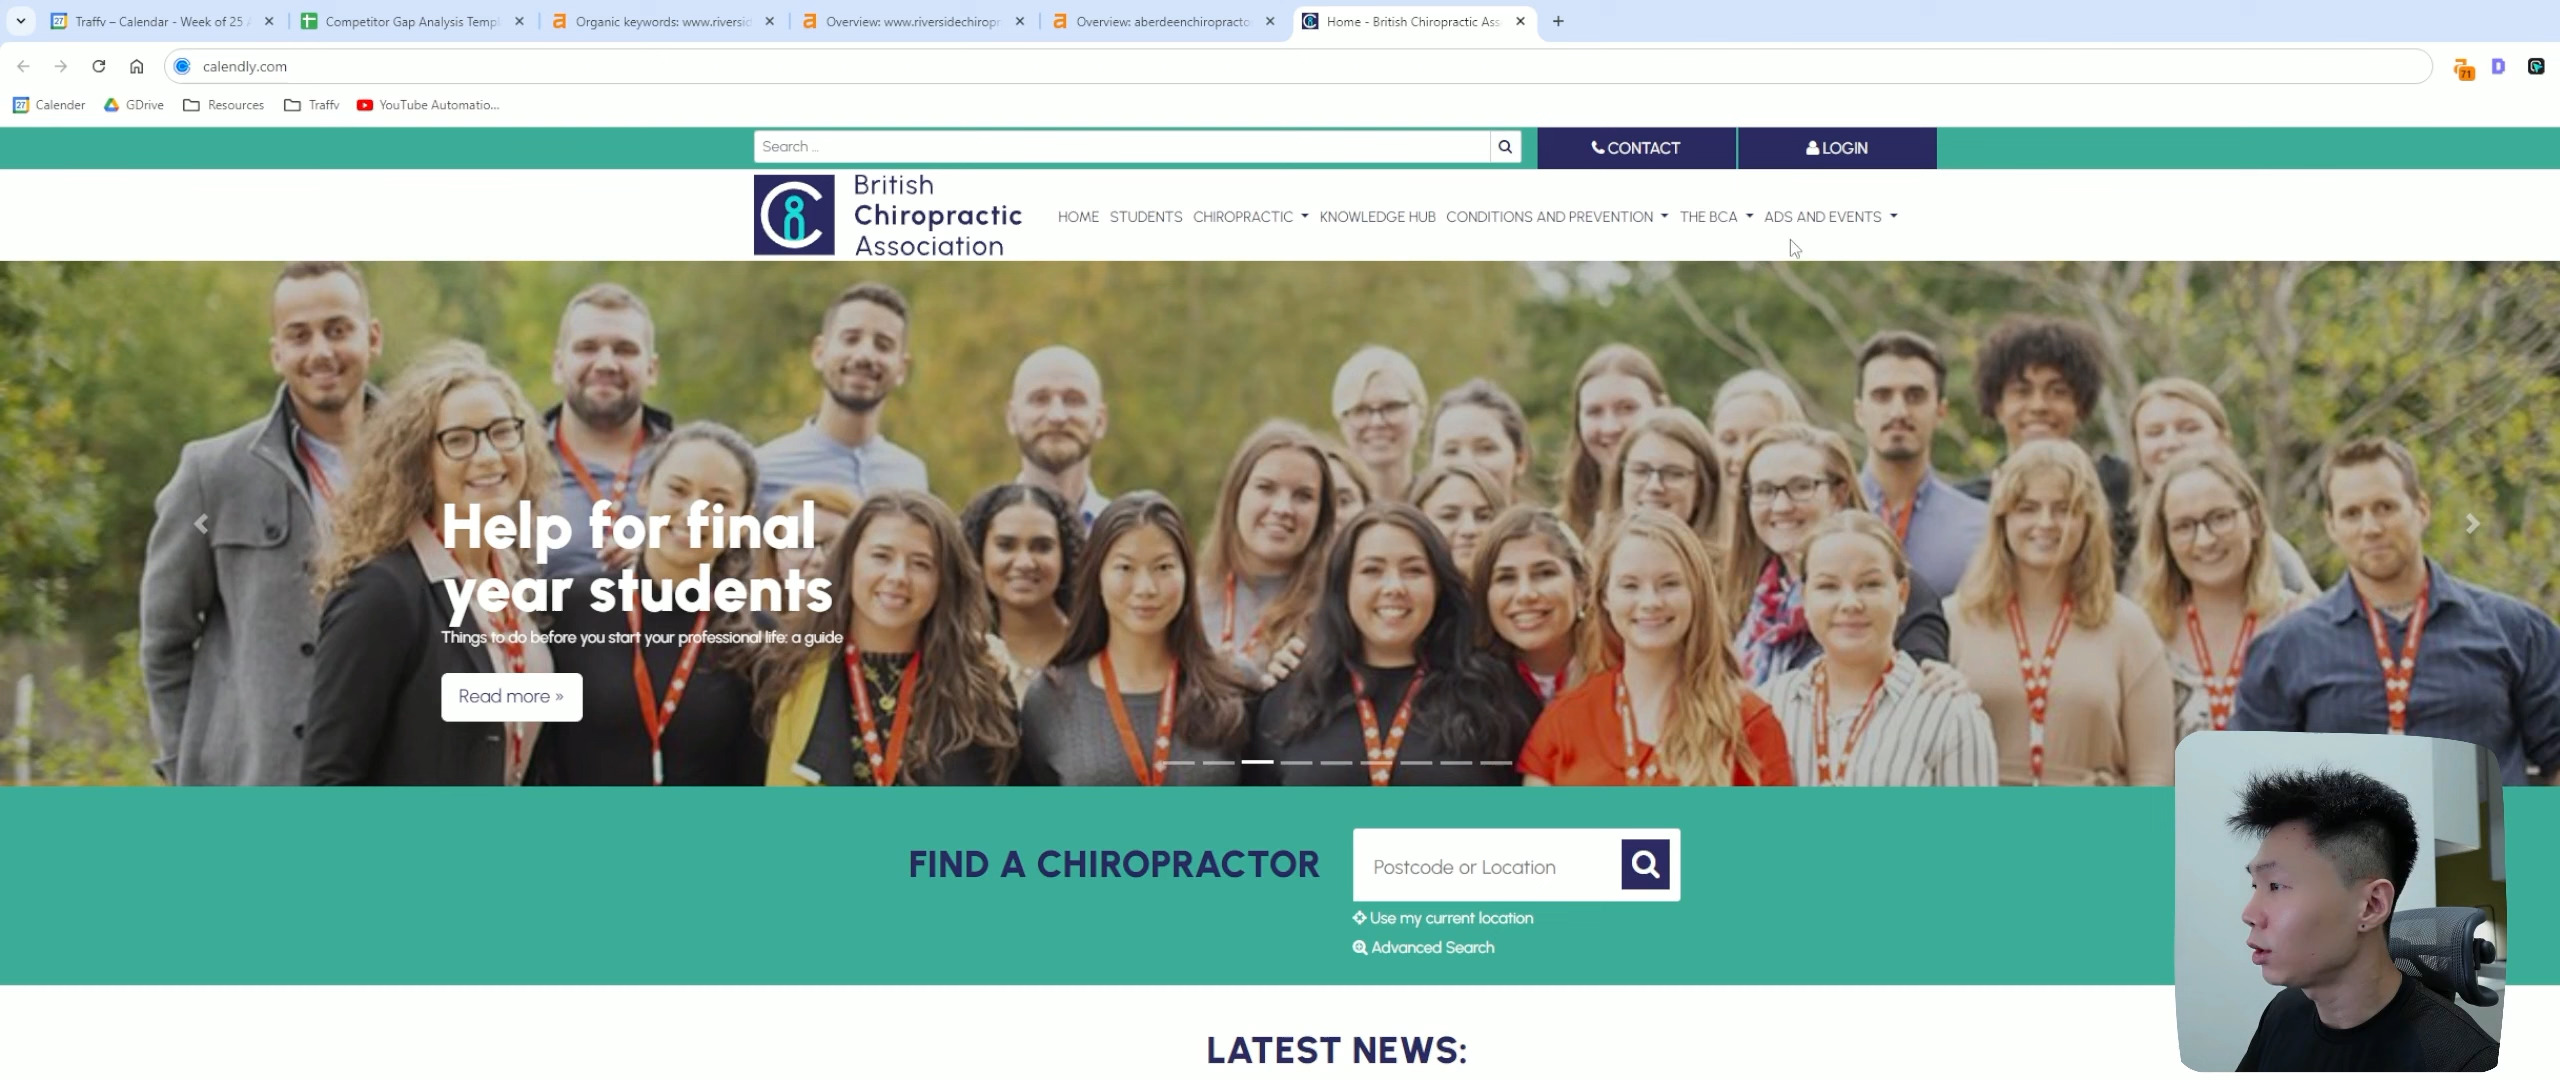 Traffv – Calendar - Week of 25
Competitor Gap Analysis Templ
Organic keywords: www.riversid
Overview: www.riversidechiropr
Overview: aberdeenchiropracto
Home - British Chiropractic Ass
calendly.com
71
27 Calender
GDrive
Resources
Traffv
YouTube Automatio...
Search ...
CONTACT
LOGIN
British
Chiropractic
Association
HOME STUDENTS CHIROPRACTIC KNOWLEDGE HUB CONDITIONS AND PREVENTION THE BCA ADS AND EVENTS
Help for final
year students
Things to do before you start your professional life: a guide
Read more »
FIND A CHIROPRACTOR
Postcode or Location
Use my current location
Advanced Search
LATEST NEWS: